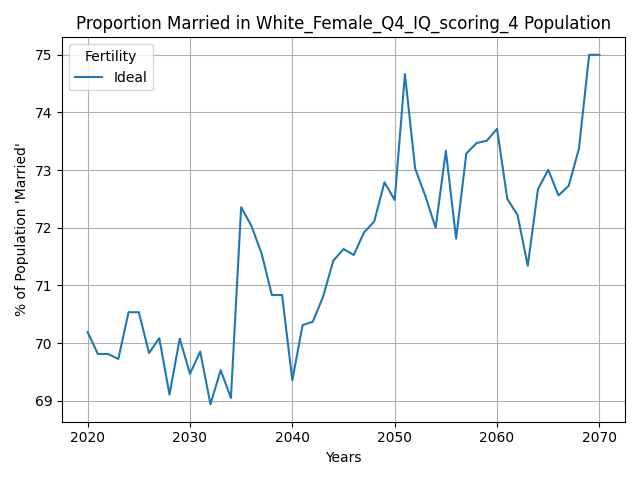 Proportion Married in White_Female_Q4_IQ_scoring_4 Population
Fertility
Ideal
75
74
73
72
71
70
69
% of Population 'Married'
2020 2030 2040 2050 2060 2070
Years